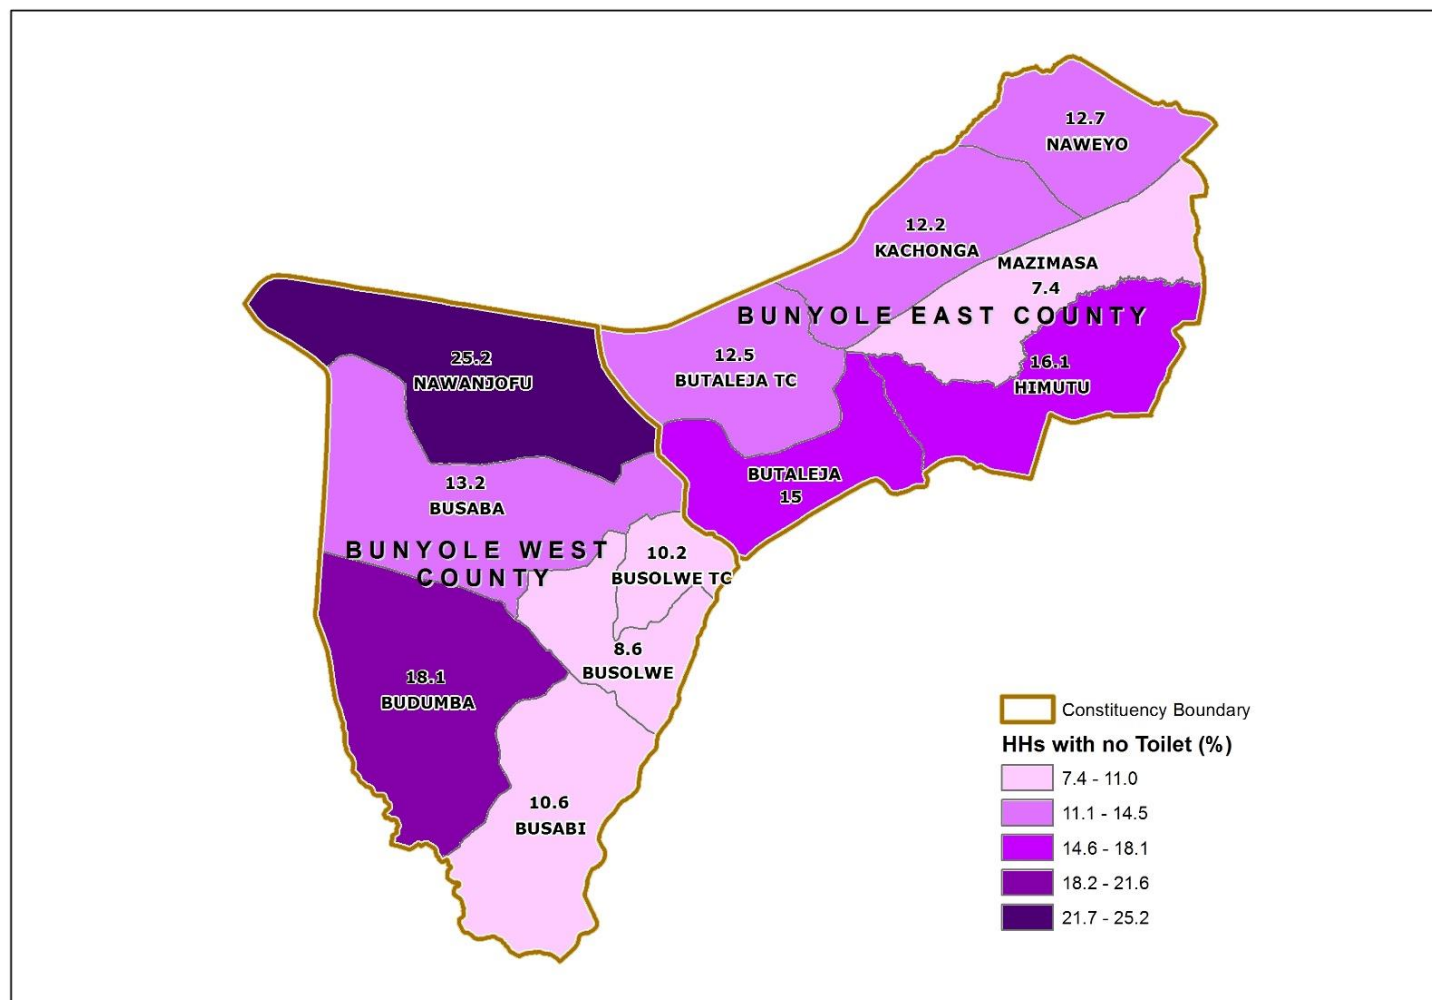 12.7
NAWEYO
12.2
KACHONGA
MAZIMASA
7.4
BUNYOLE EAST COUNTY
16.1
HIMUTU
12.5
BUTALEJA TC
25.2
NAWANJOFU
BUTALEJA
15
13.2
BUSABA
BUNYOLE WEST
COUNTY
10.2
BUSOLWE TC
8.6
BUSOLWE
18.1
BUDUMBA
10.6
BUSABI
Constituency Boundary
HHs with no Toilet (%)
7.4 - 11.0
11.1 - 14.5
14.6 - 18.1
18.2 - 21.6
21.7 - 25.2